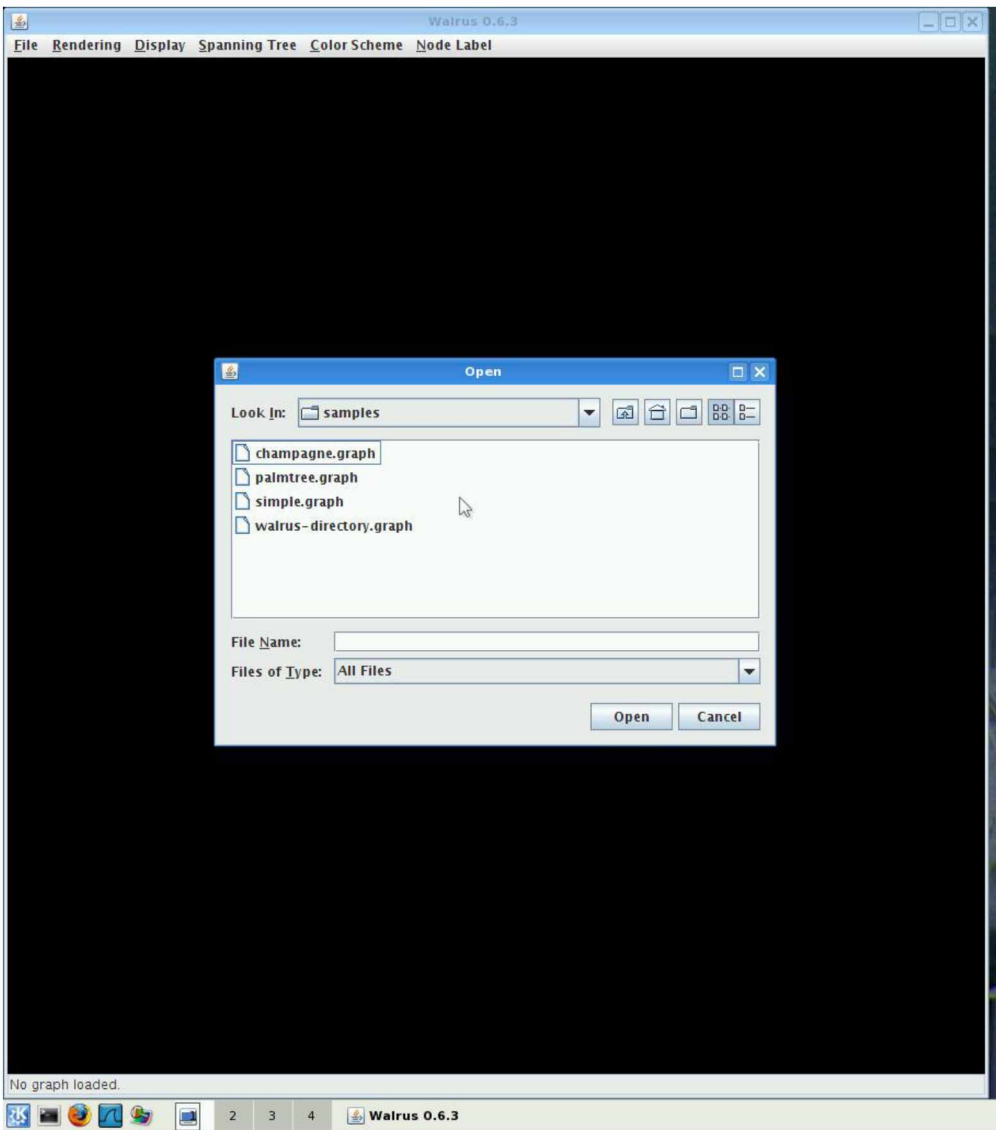 Walrus 0.6.3
File Rendering Display Spanning Tree Color Scheme Node Label
Open
Look In: samples
champagne.graph
palmtree.graph
simple.graph
walrus-directory.graph
File Name:
Files of Type: All Files
Open Cancel
No graph loaded.
2 3 4 Walrus 0.6.3